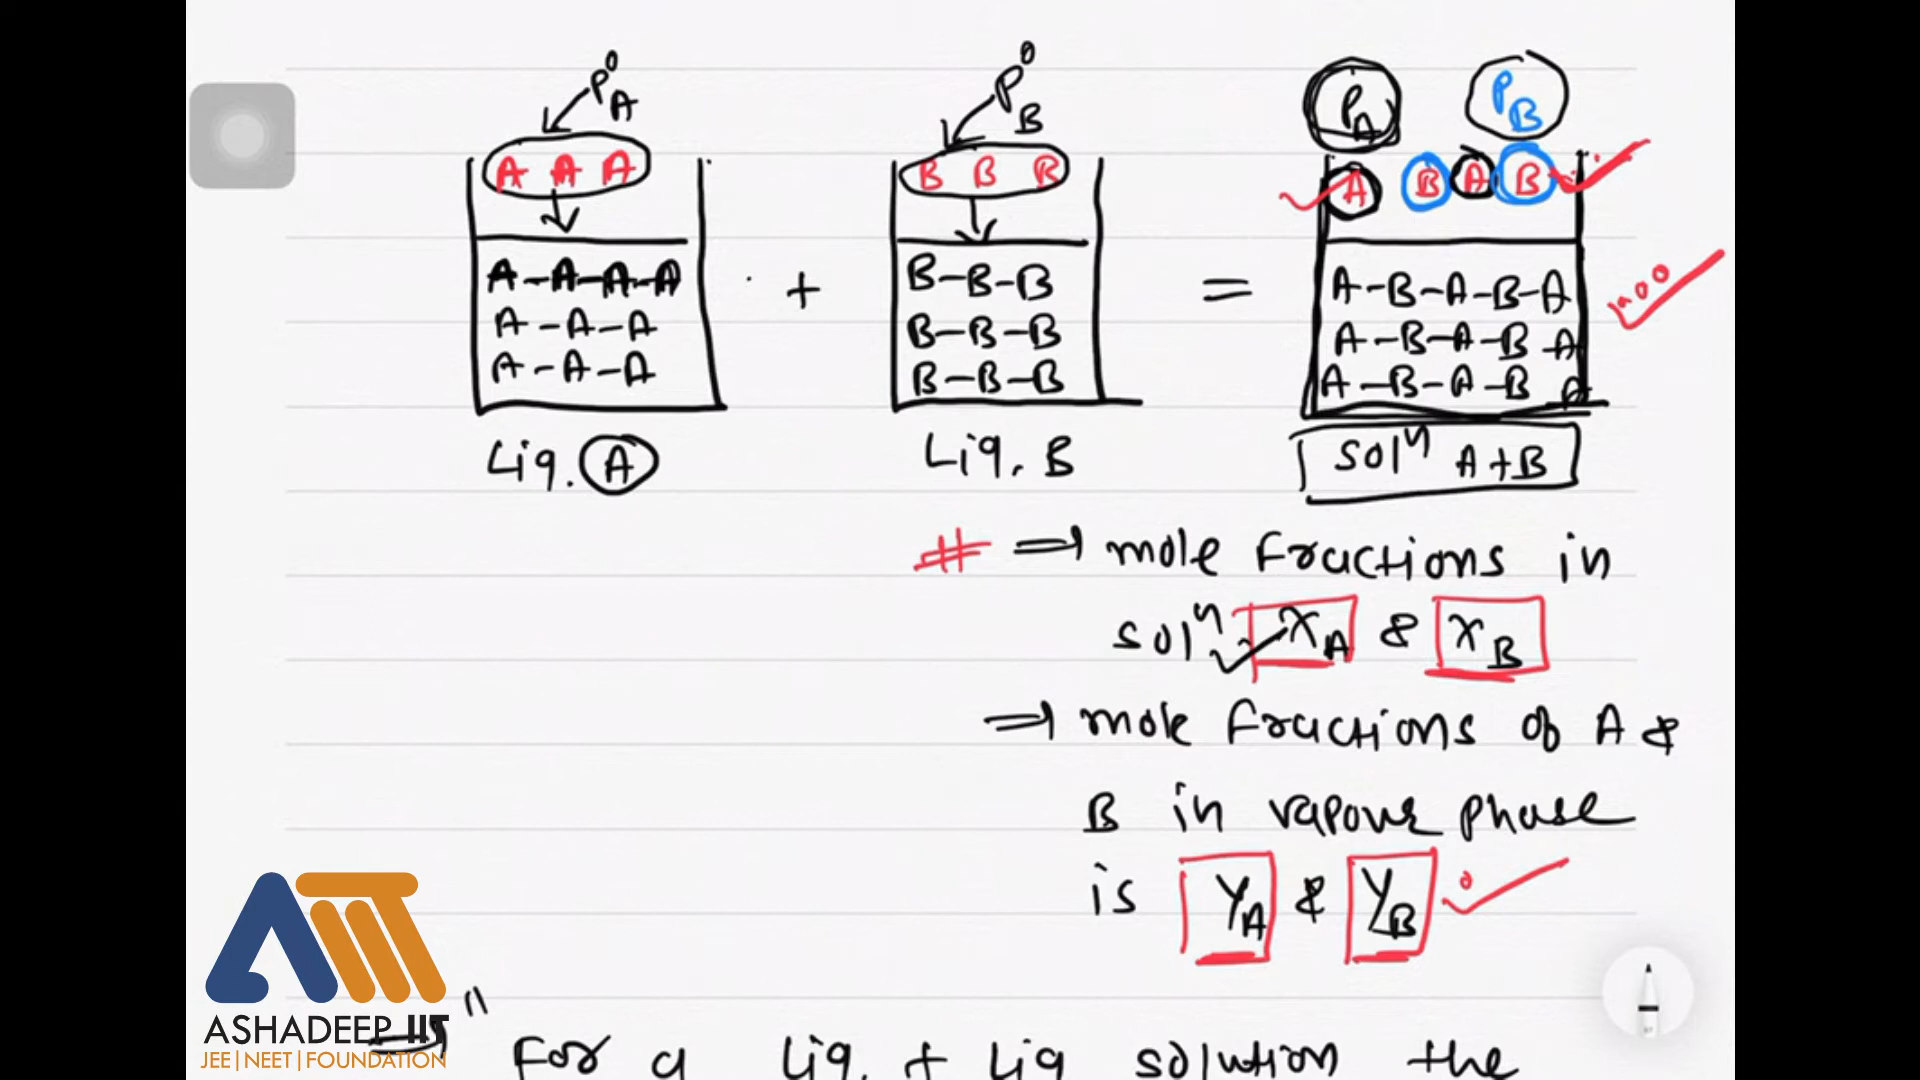 P°A
P°B
PA
PB
A A A
B B B
A B A B
A-A-A-A
A-A-A
A-A-A
+
B-B-B
B-B-B
B-B-B
=
A-B-A-B-A
A-B-A-B-A
A-B-A-B A
Liq. A
Liq. B
solⁿ A+B
# ⇒ mole fractions in
solⁿ xA & xB
⇒ mole fractions of A &
B in vapour phase
is YA & YB
⇒ " For a Liq. + Liq solution the
ASHADEEP IIT
JEE|NEET|FOUNDATION